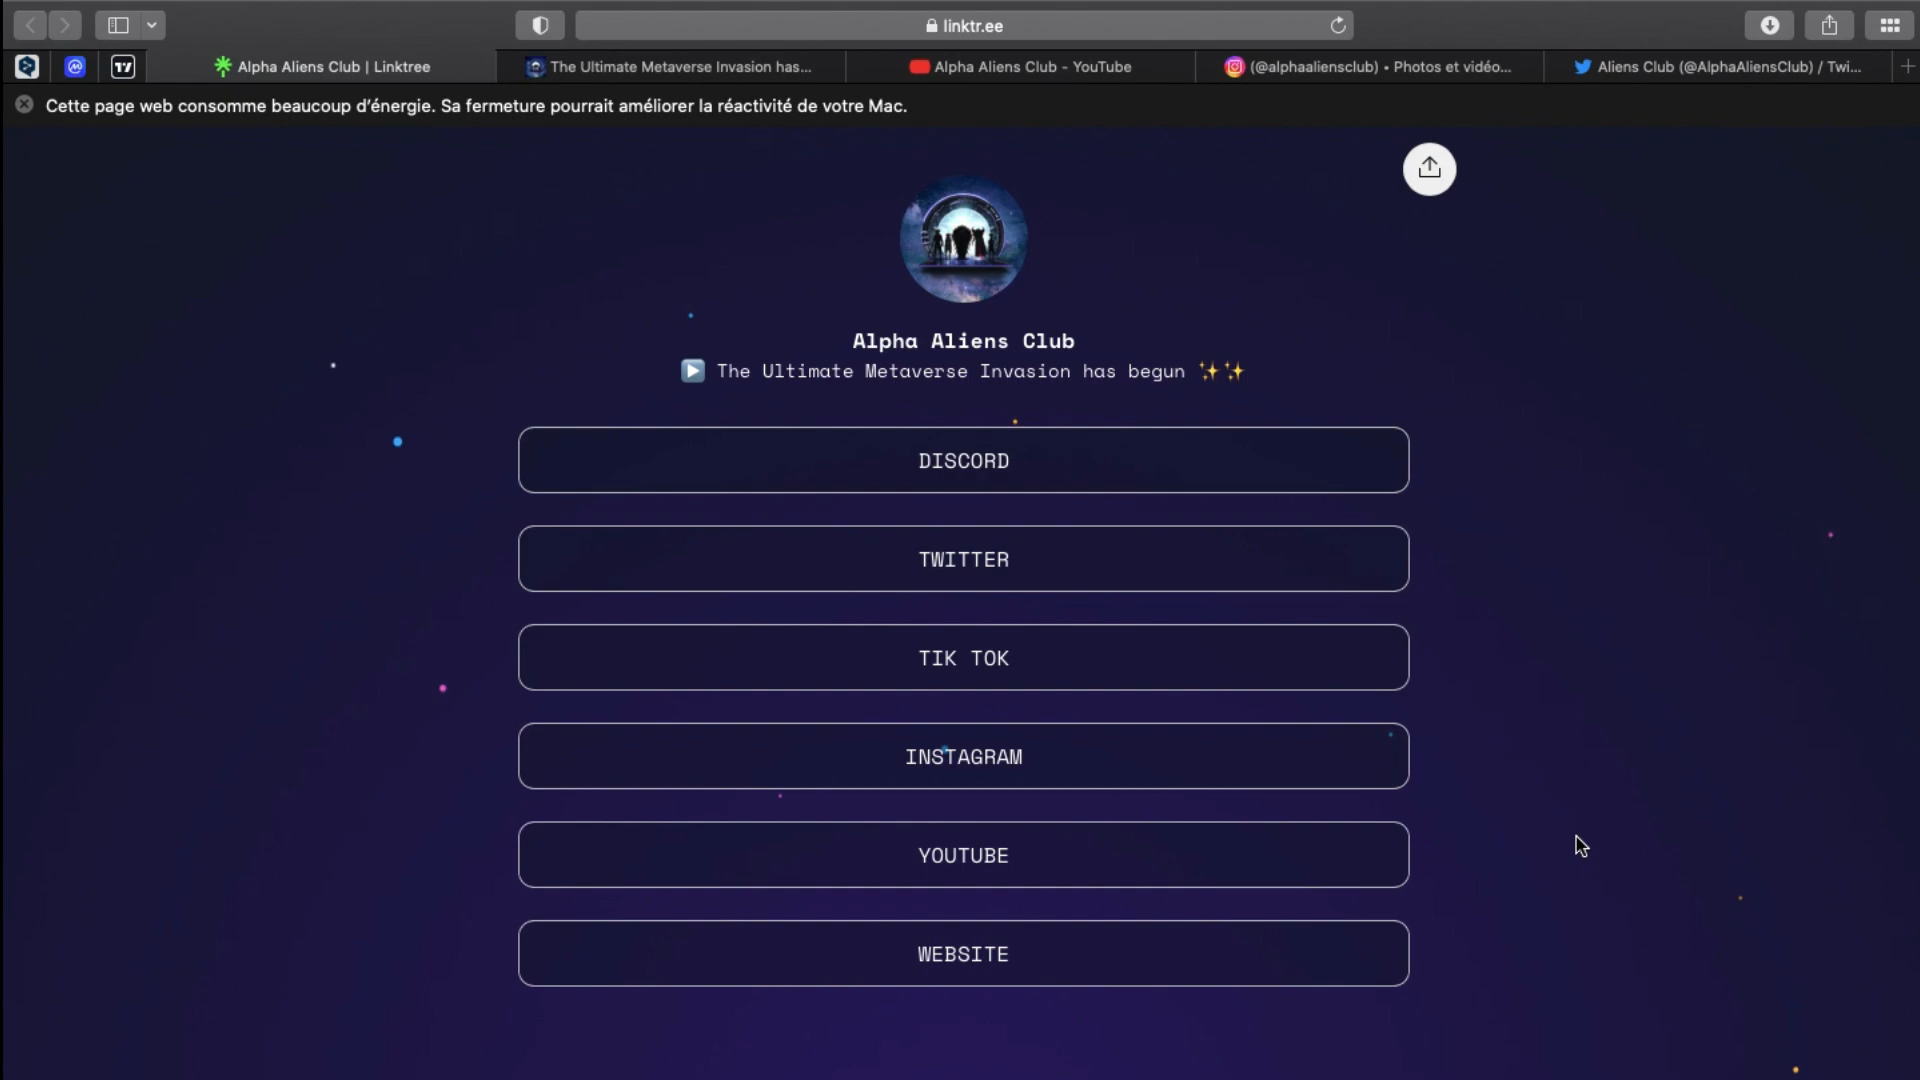 linktr.ee
Alpha Aliens Club | Linktree
The Ultimate Metaverse Invasion has...
Alpha Aliens Club - YouTube
(@alphaaliensclub) • Photos et vidéo...
Aliens Club (@AlphaAliensClub) / Twi...
Cette page web consomme beaucoup d’énergie. Sa fermeture pourrait améliorer la réactivité de votre Mac.
Alpha Aliens Club
The Ultimate Metaverse Invasion has begun
DISCORD
TWITTER
TIK TOK
INSTAGRAM
YOUTUBE
WEBSITE